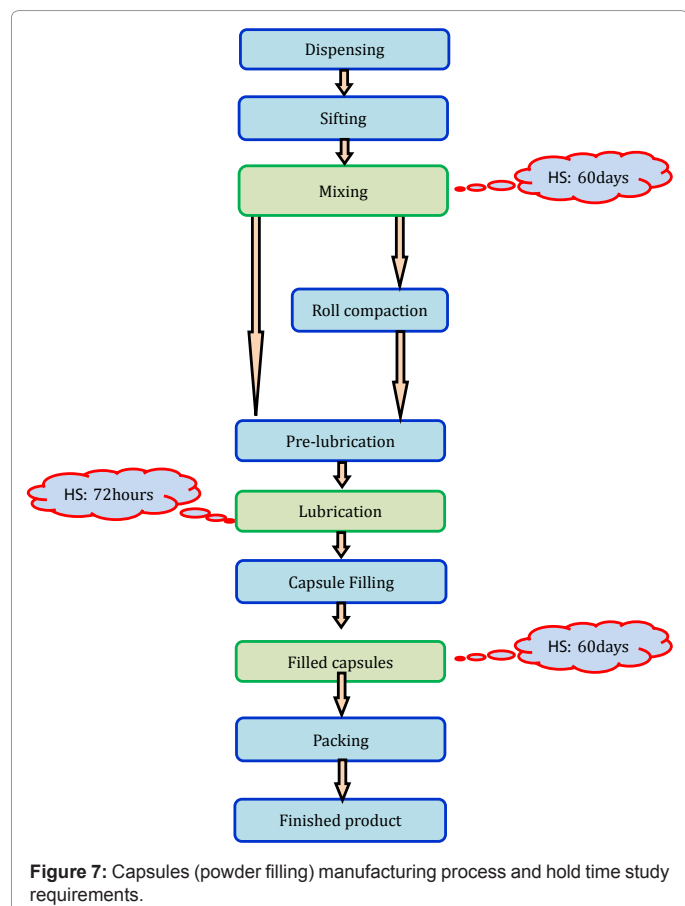 Dispensing
Sifting
Mixing
HS: 60days
Roll compaction
Pre-lubrication
HS: 72hours
Lubrication
Capsule Filling
Filled capsules
HS: 60days
Packing
Finished product
Figure 7: Capsules (powder filling) manufacturing process and hold time study
requirements.